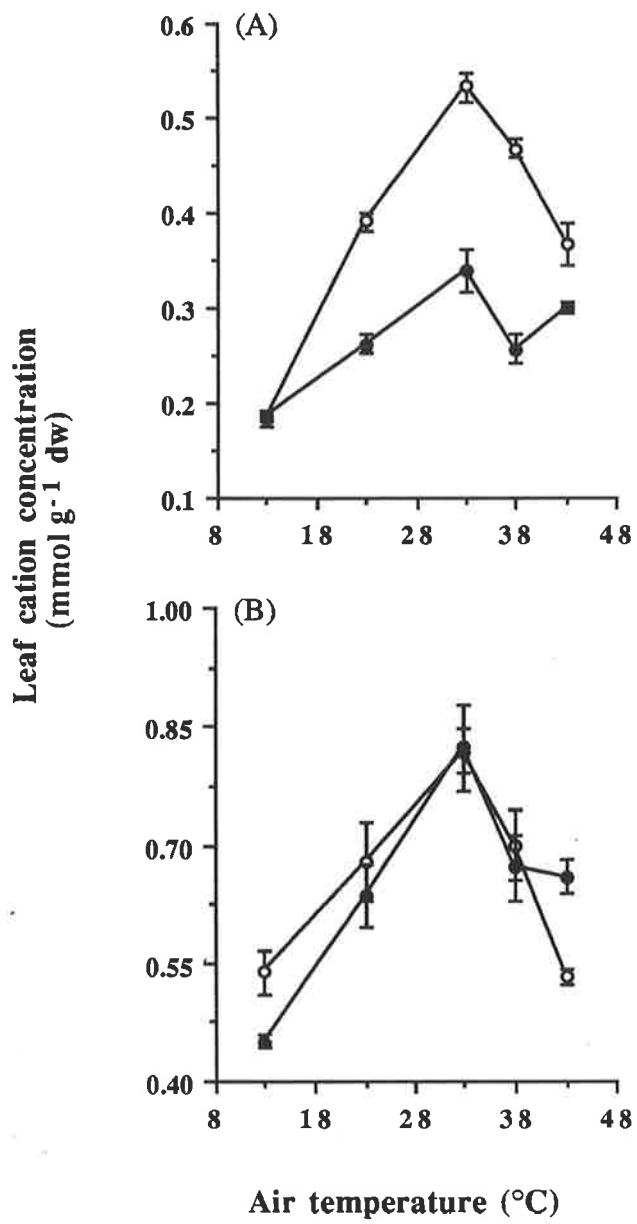 (A)
0.6
0.5
0.4
0.3
0.2
0.1
8 18 28 38 48
Leaf cation concentration
(mmol g-1 dw)
(B)
1.00
0.85
0.70
0.55
0.40
8 18 28 38 48
Air temperature (°C)